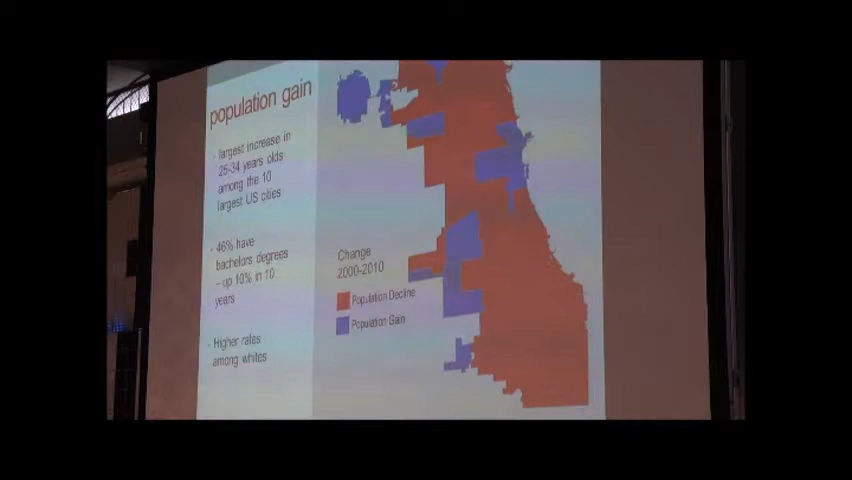 population gain
- largest increase in
25-34 years olds
among the 10
largest US cities
- 46% have
bachelors degrees
– up 10% in 10
years
- Higher rates
among whites
Change
2000-2010
Population Decline
Population Gain